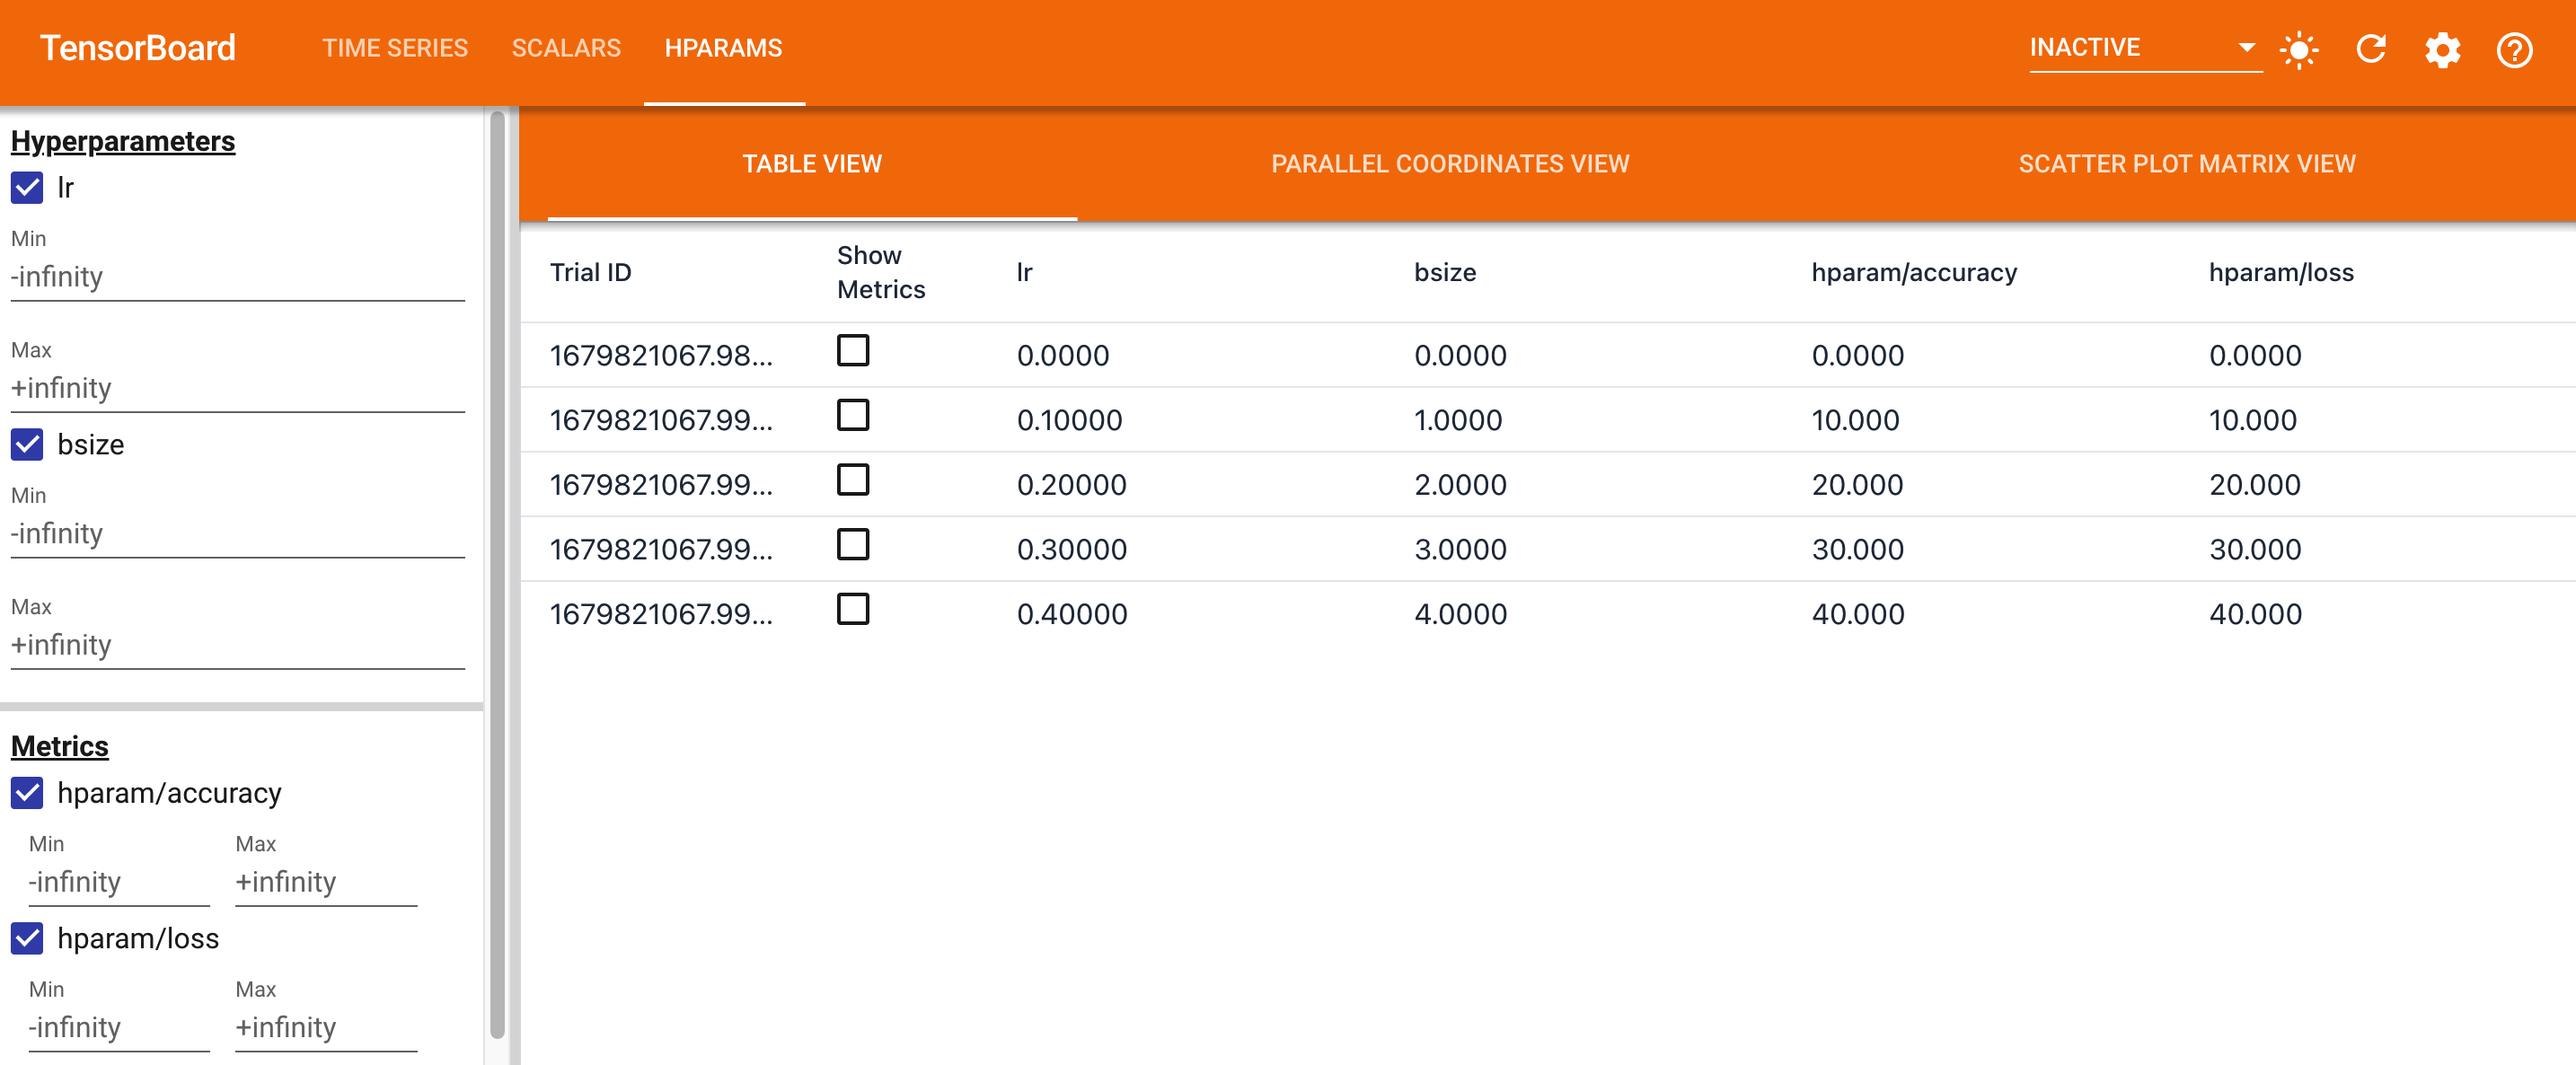 TensorBoard TIME SERIES SCALARS HPARAMS INACTIVE
Hyperparameters
lr
Min
-infinity
Max
+infinity
bsize
Min
-infinity
Max
+infinity
Metrics
hparam/accuracy
Min Max
-infinity +infinity
hparam/loss
Min Max
-infinity +infinity
TABLE VIEW PARALLEL COORDINATES VIEW SCATTER PLOT MATRIX VIEW
Trial ID Show Metrics lr bsize hparam/accuracy hparam/loss
1679821067.98... 0.0000 0.0000 0.0000 0.0000
1679821067.99... 0.10000 1.0000 10.000 10.000
1679821067.99... 0.20000 2.0000 20.000 20.000
1679821067.99... 0.30000 3.0000 30.000 30.000
1679821067.99... 0.40000 4.0000 40.000 40.000